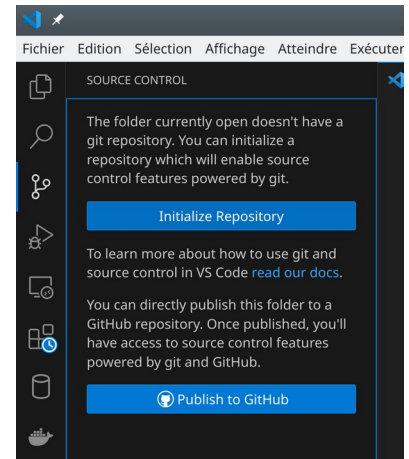 Fichier Edition Sélection Affichage Atteindre Exécuter
SOURCE CONTROL
The folder currently open doesn't have a
git repository. You can initialize a
repository which will enable source
control features powered by git.
Initialize Repository
To learn more about how to use git and
source control in VS Code read our docs.
You can directly publish this folder to a
GitHub repository. Once published, you'll
have access to source control features
powered by git and GitHub.
Publish to GitHub